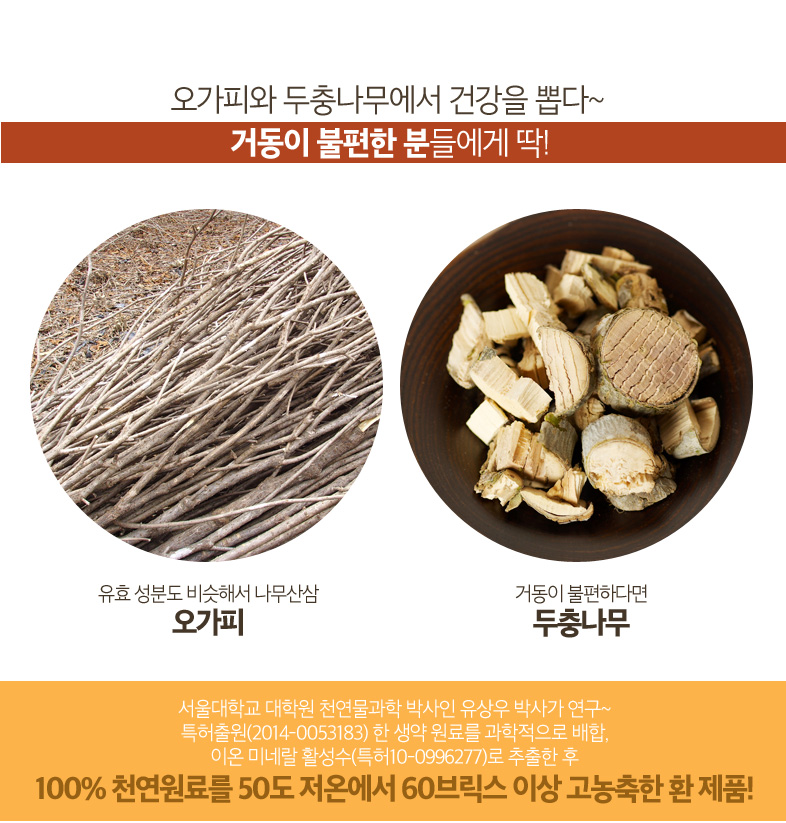 오가피와 두충나무에서 건강을 뽑다~
거동이 불편한 분들에게 딱!
유효 성분도 비슷해서 나무산삼
오가피
거동이 불편하다면
두충나무
서울대학교 대학원 천연물과학 박사인 유상우 박사가 연구~
특허출원(2014-0053183) 한 생약 원료를 과학적으로 배합,
이온 미네랄 활성수(특허10-0996277)로 추출한 후
100% 천연원료를 50도 저온에서 60브릭스 이상 고농축한 환 제품!